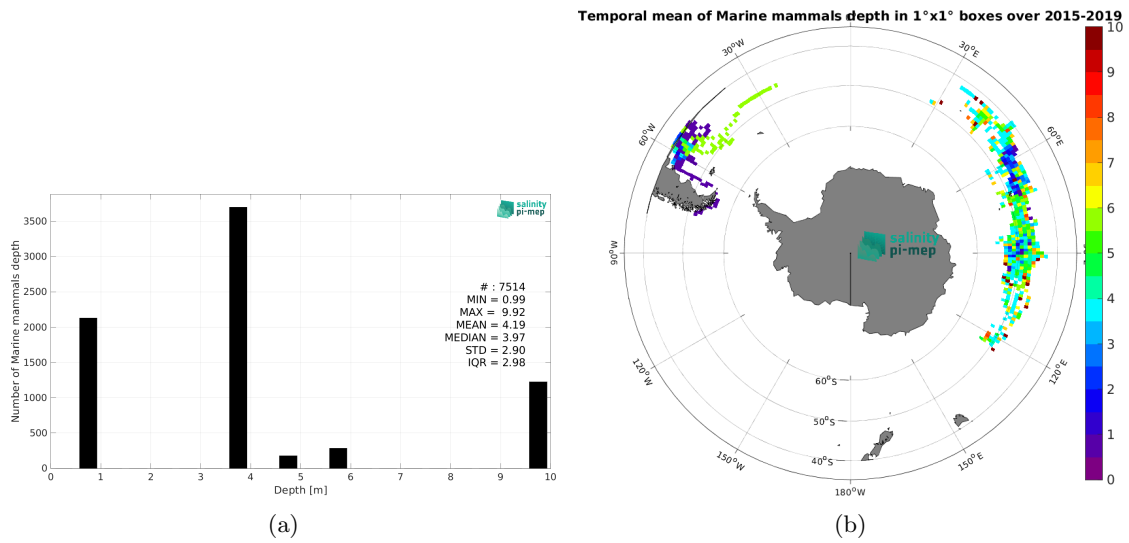 Temporal mean of Marine mammals depth in 1°x1° boxes over 2015-2019
salinity
pi-mep
# : 7514
MIN = 0.99
MAX = 9.92
MEAN = 4.19
MEDIAN = 3.97
STD = 2.90
IQR = 2.98
Number of Marine mammals depth
3500
3000
2500
2000
1500
1000
500
0
0 1 2 3 4 5 6 7 8 9 10
Depth [m]
(a)
30°W
30°E
60°W
60°E
90°W
120°W
120°E
150°W
150°E
180°W
60°S
50°S
40°S
salinity
pi-mep
10
9
8
7
6
5
4
3
2
1
0
(b)